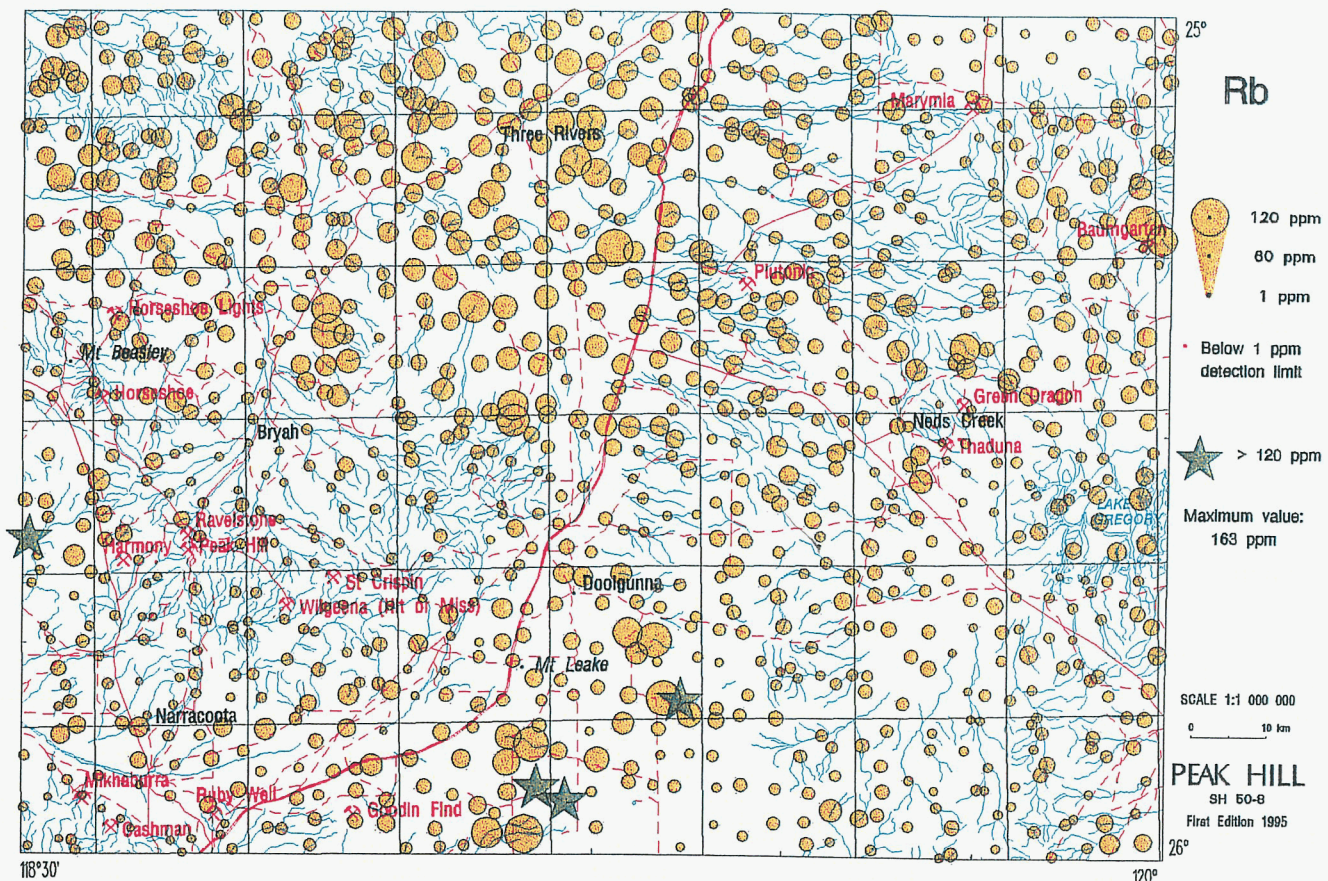 25°
Rb
Marymia
Three Rivers
120 ppm
Baumgarten
60 ppm
Plutonic
1 ppm
Horseshoe Lights
Mt Beasley
Below 1 ppm
detection limit
Horseshoe
Green Dragon
Neds Creek
Bryah
Thaduna
> 120 ppm
LAKE
GREGORY
Ravelstone
Maximum value:
163 ppm
Harmony
Peak Hill
St Crispin
Doolgunna
Wilgeena (Hit or Miss)
Mt Leake
SCALE 1:1 000 000
Narracoota
0 10 km
PEAK HILL
SH 50-8
First Edition 1995
Mikhaburra
Ruby Well
Goodin Find
Cashman
26°
118°30'
120°